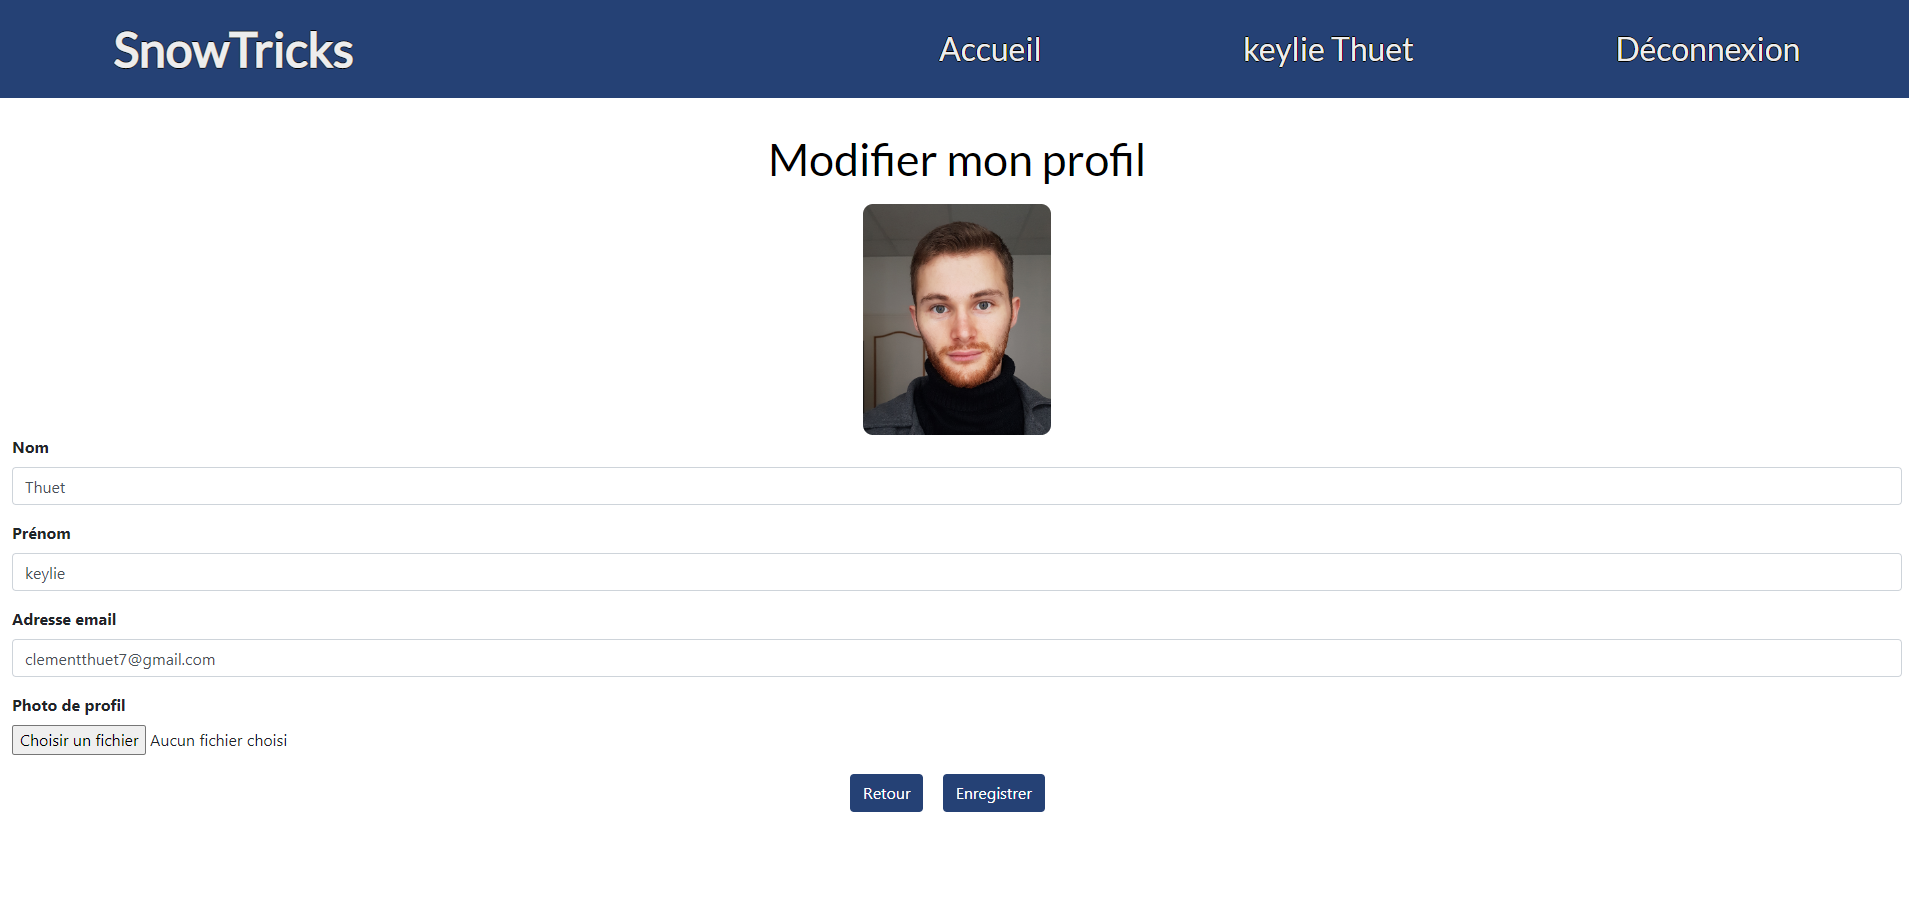 SnowTricks Accueil keylie Thuet Déconnexion
Modifier mon profil
Nom
Thuet
Prénom
keylie
Adresse email
clementthuet7@gmail.com
Photo de profil
Choisir un fichier Aucun fichier choisi
Retour Enregistrer